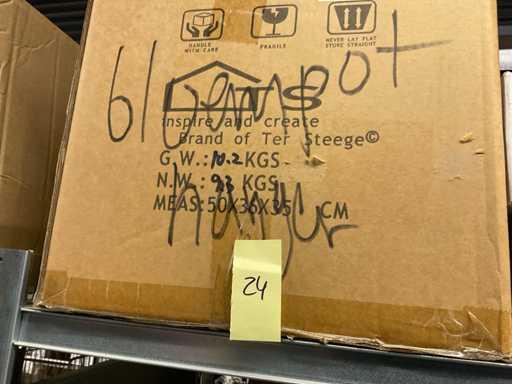 HANDLE
WITH CARE
FRAGILE
NEVER LAY FLAT
STORE STRAIGHT
bloempot
inspire and create
Brand of Ter Steege©
G.W.: 10.2 KGS
N.W.: 9.3 KGS
MEAS: 50X36X35 CM
24